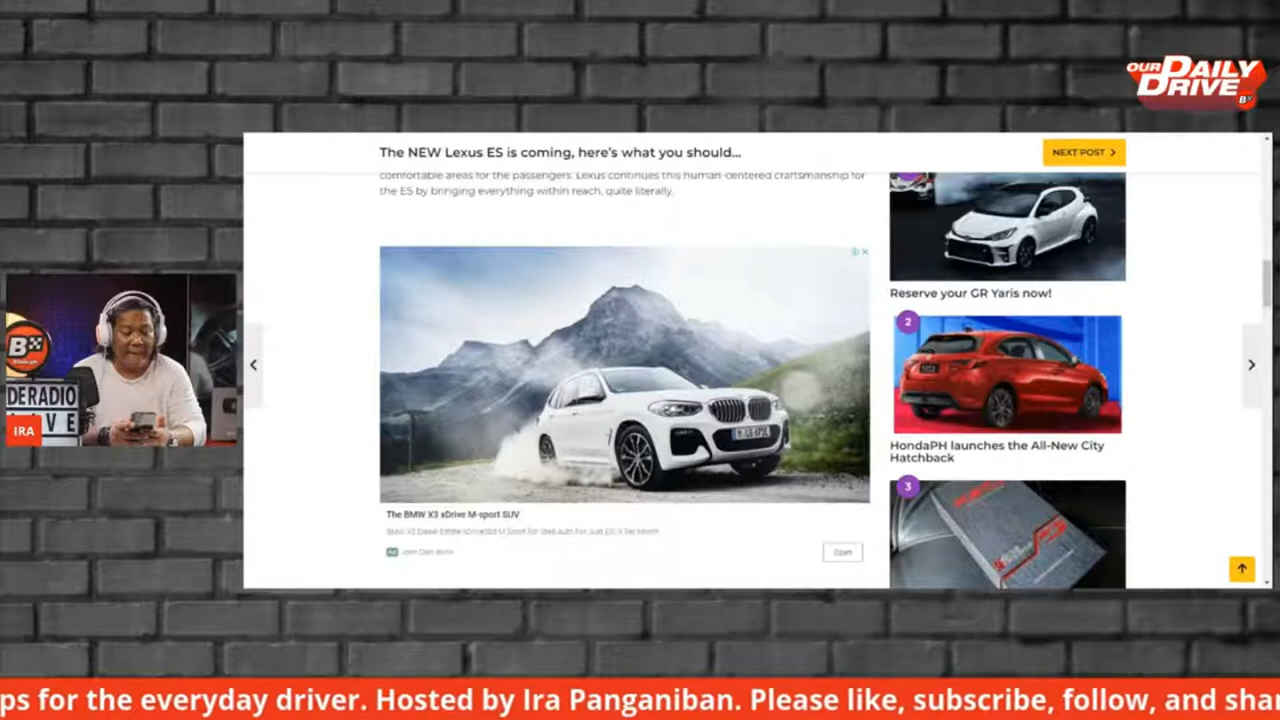 OUR DAILY
DRIVE
The NEW Lexus ES is coming, here's what you should...
NEXT POST
comfortable areas for the passengers. Lexus continues this human-centered craftsmanship for
the ES by bringing everything within reach, quite literally.
Reserve your GR Yaris now!
2
HondaPH launches the All-New City
Hatchback
3
The BMW X3 xDrive M-sport SUV
Ad
Open
B
DERADIO
IVE
IRA
ps for the everyday driver. Hosted by Ira Panganiban. Please like, subscribe, follow, and shar